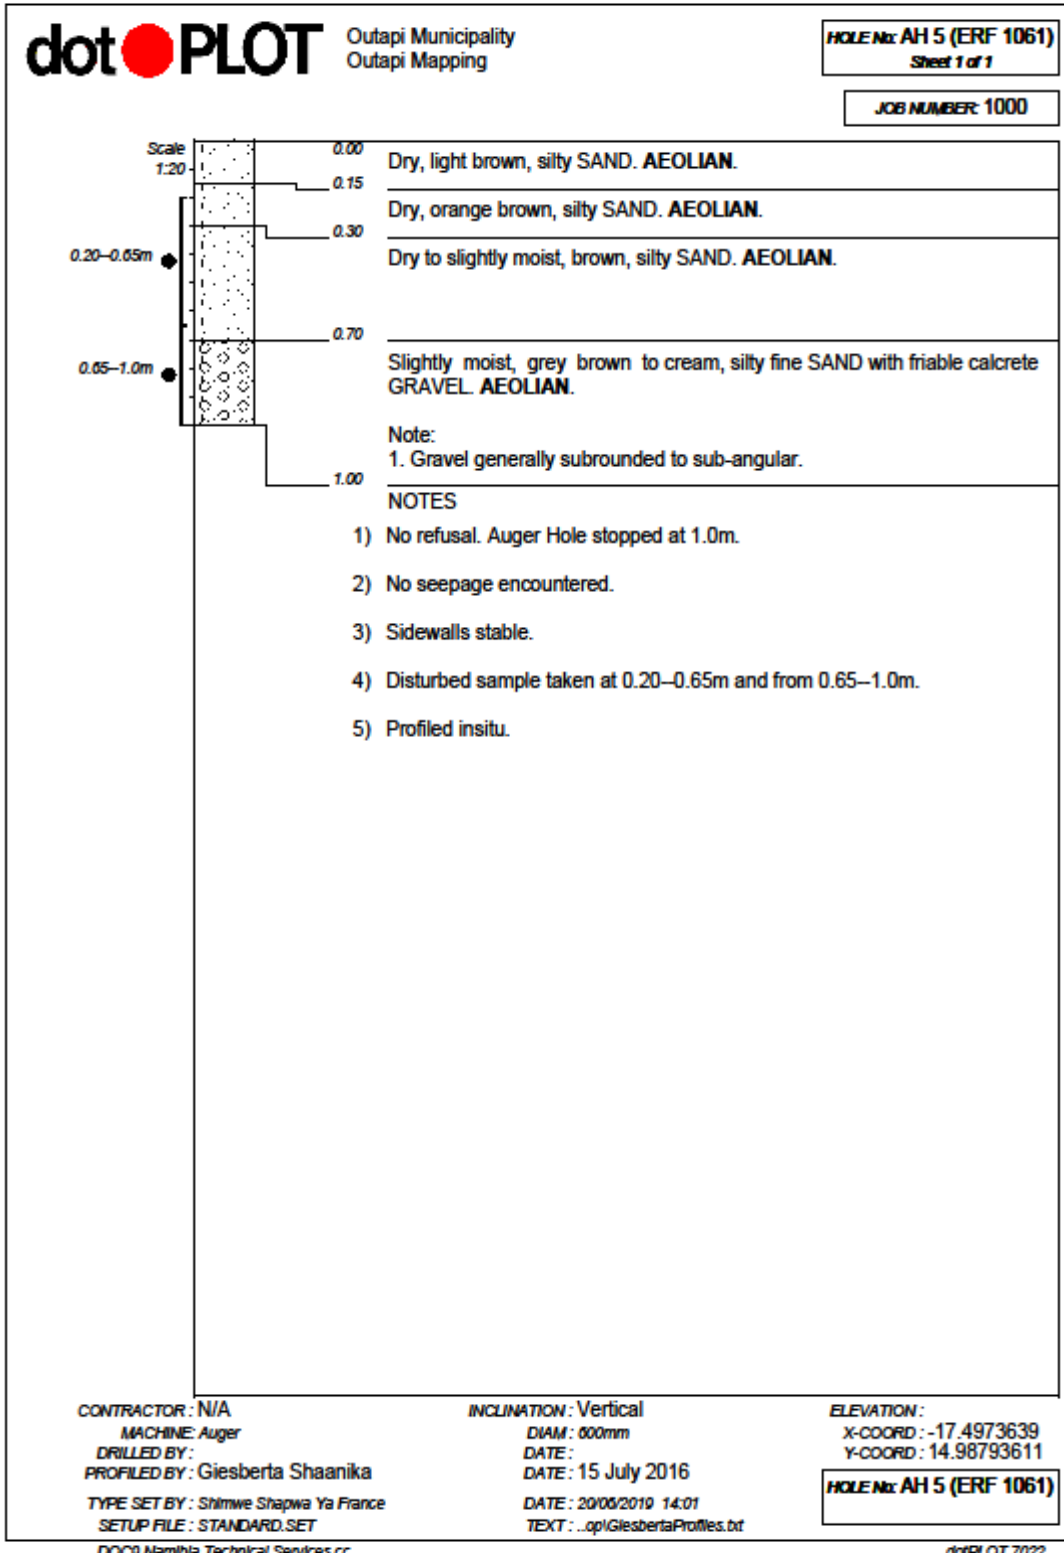 dot PLOT
Outapi Municipality
Outapi Mapping
HOLE No: AH 5 (ERF 1061)
Sheet 1 of 1
JOB NUMBER: 1000
Scale
1:20
0.00
Dry, light brown, silty SAND. AEOLIAN.
0.15
Dry, orange brown, silty SAND. AEOLIAN.
0.30
0.20--0.65m
Dry to slightly moist, brown, silty SAND. AEOLIAN.
0.70
0.65--1.0m
Slightly moist, grey brown to cream, silty fine SAND with friable calcrete
GRAVEL. AEOLIAN.
Note:
1. Gravel generally subrounded to sub-angular.
1.00
NOTES
1) No refusal. Auger Hole stopped at 1.0m.
2) No seepage encountered.
3) Sidewalls stable.
4) Disturbed sample taken at 0.20--0.65m and from 0.65--1.0m.
5) Profiled insitu.
CONTRACTOR : N/A
MACHINE: Auger
DRILLED BY :
PROFILED BY : Giesberta Shaanika
TYPE SET BY : Shimwe Shapwa Ya France
SETUP FILE : STANDARD.SET
INCLINATION : Vertical
DIAM : 600mm
DATE :
DATE : 15 July 2016
DATE : 20/06/2019 14:01
TEXT : ..op\GiesbertaProfiles.txt
ELEVATION :
X-COORD : -17.4973639
Y-COORD : 14.98793611
HOLE No: AH 5 (ERF 1061)
Namibia Technical Services cc
dotPLOT 7022